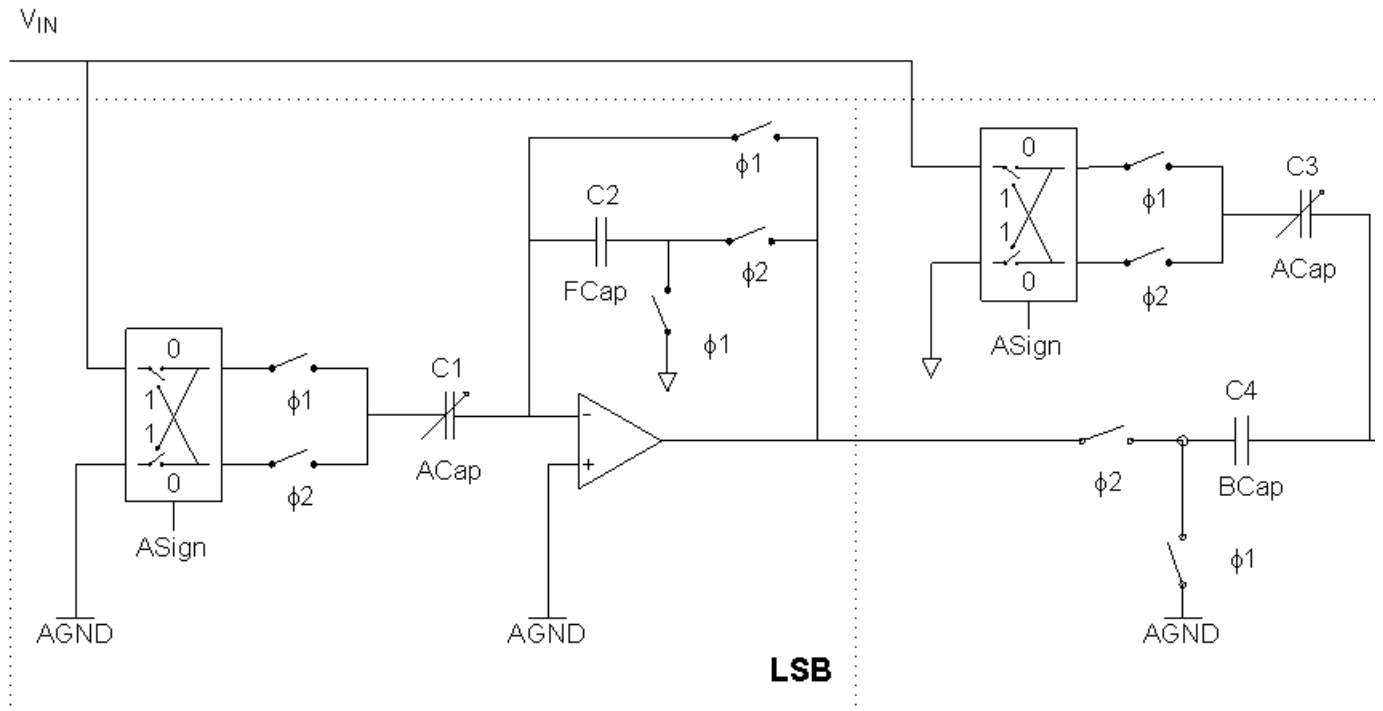 VIN
0
1
1
0
ASign
AGND
ϕ1
ϕ2
C1
ACap
C2
FCap
ϕ1
ϕ2
ϕ1
−
+
AGND
LSB
0
1
1
0
ASign
ϕ1
ϕ2
C3
ACap
ϕ2
C4
BCap
ϕ1
AGND